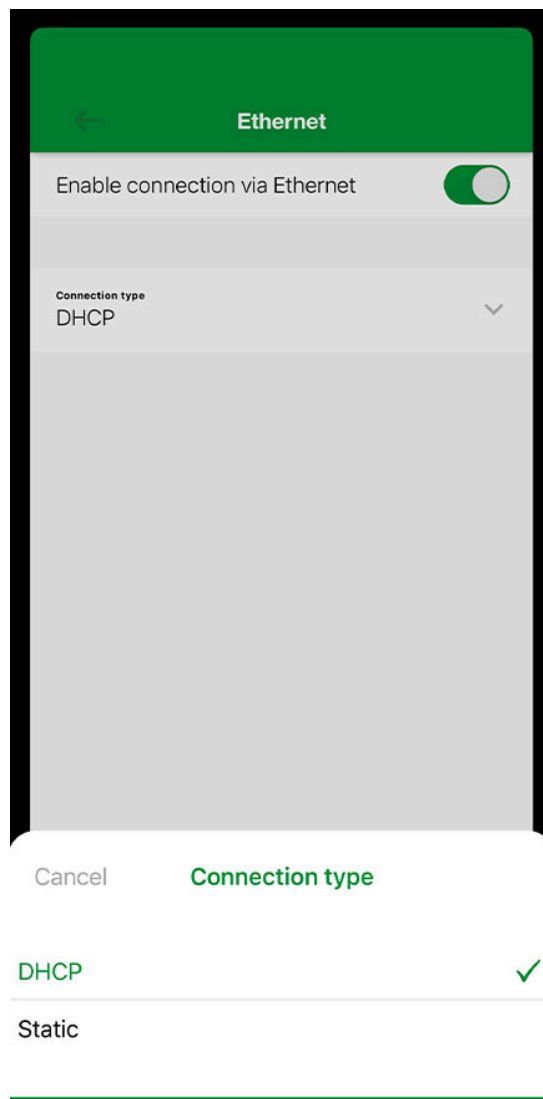 Ethernet
Enable connection via Ethernet
Connection type
DHCP
Cancel Connection type
DHCP
Static